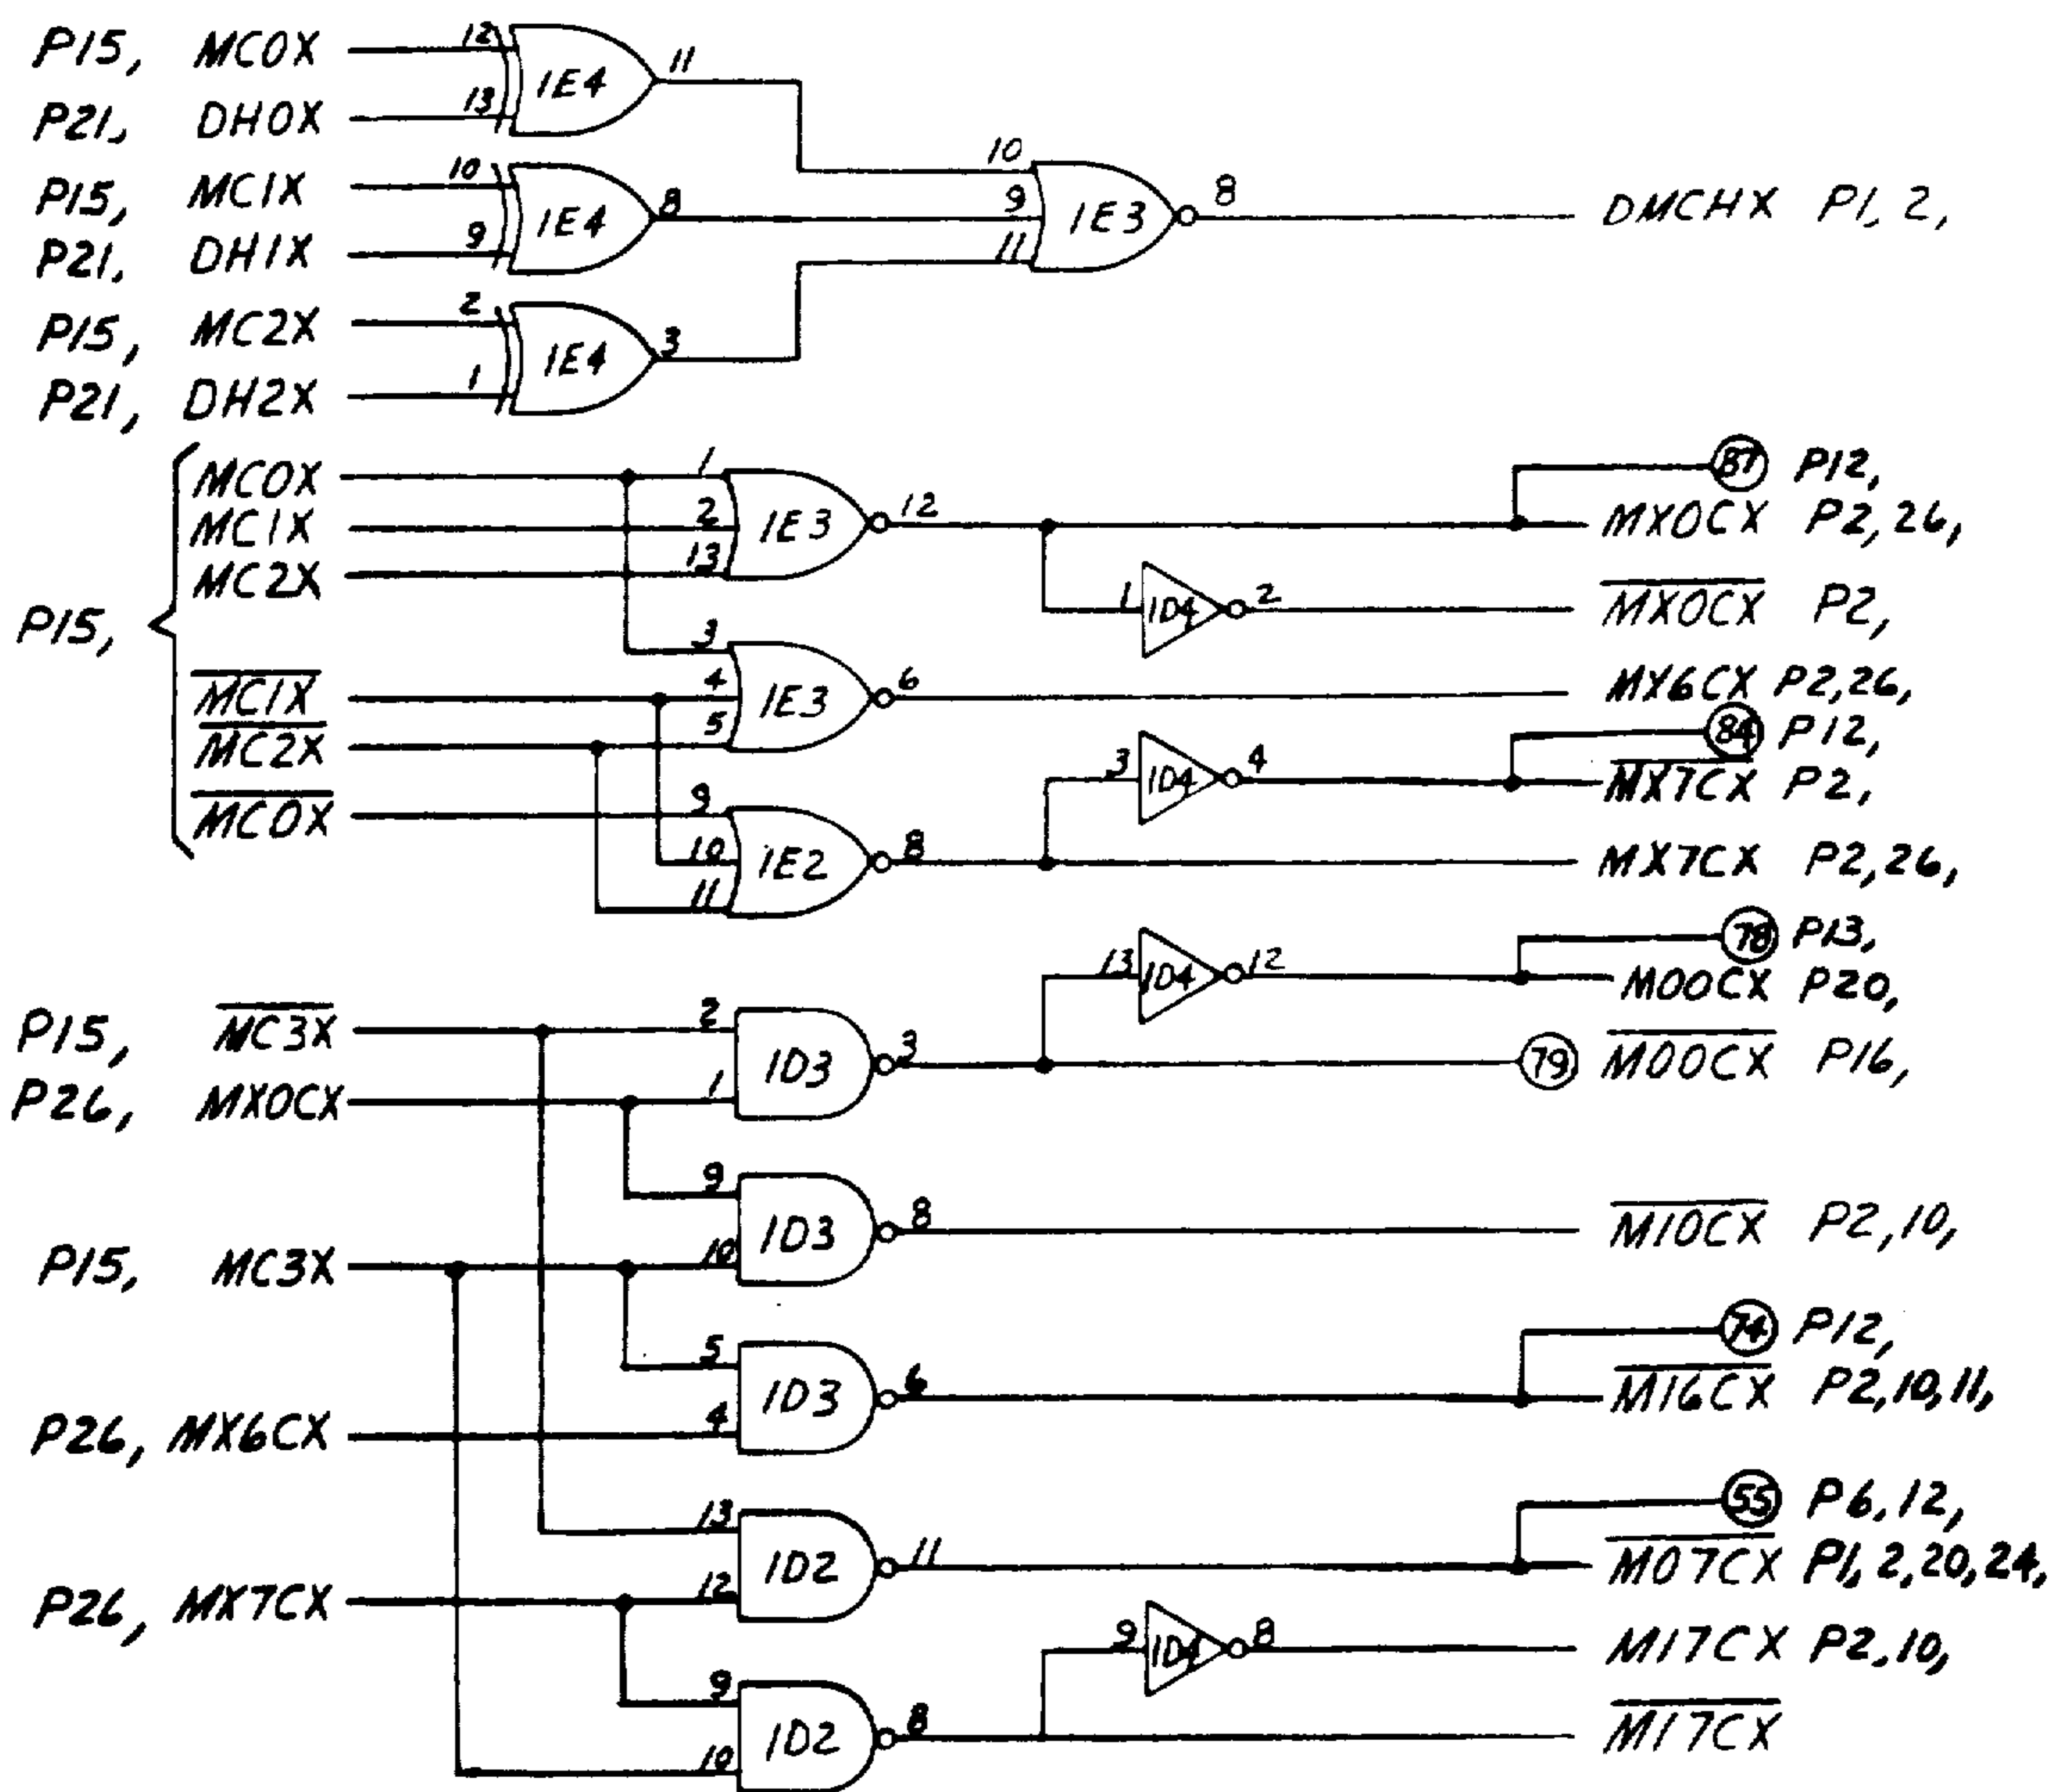 P15, MC0X 12 1E4 11
P21, DH0X 13
P15, MC1X 10 1E4 8
P21, DH1X 9
P15, MC2X 2 1E4 3
P21, DH2X 1
10 9 11 1E3 8 DMCHX P1, 2,
P15,
MC0X 1
MC1X 2 1E3 12
MC2X 13
87 P12,
MX0CX P2,26,
1 1D4 2 MX0CX P2,
3
MC1X 4 1E3 6 MX6CX P2,26,
MC2X 5
84 P12,
3 1D4 4 MX7CX P2,
MC0X 9
10 1E2 8 MX7CX P2,26,
11
78 P13,
13 1D4 12 M00CX P20,
P15, MC3X 2
1D3 3 79 M00CX P16,
P26, MX0CX 1
9
1D3 8 M10CX P2,10,
P15, MC3X 10
74 P12,
5
1D3 6 M16CX P2,10,11,
P26, MX6CX 4
55 P6,12,
13
1D2 11 M07CX P1,2,20,24,
P26, MX7CX 12
9 1D4 8 M17CX P2,10,
9
1D2 8 M17CX
10